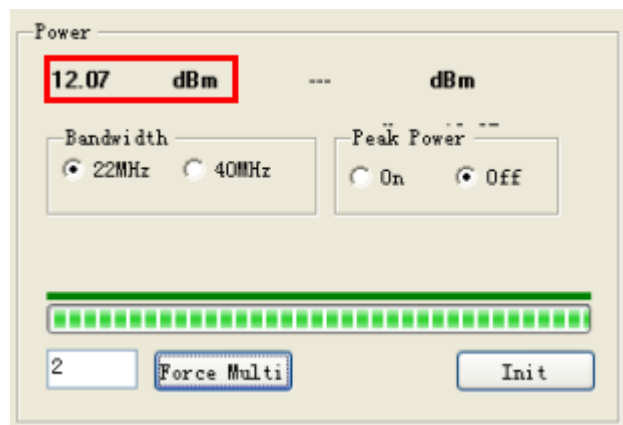 Power
12.07 dBm --- dBm
Bandwidth Peak Power
22MHz 40MHz On Off
2 Force Multi Init